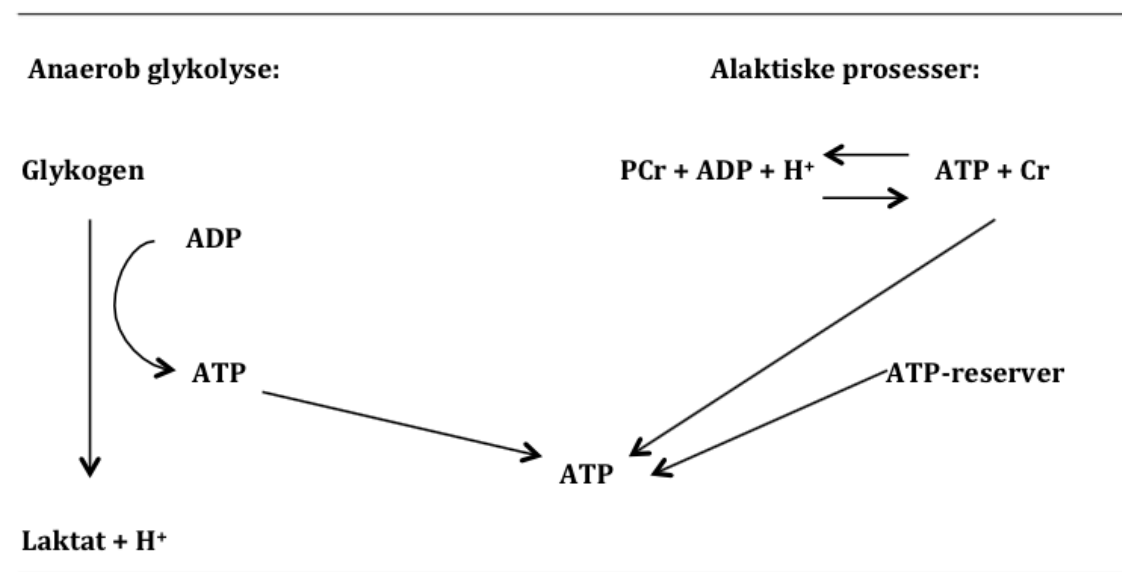 Anaerob glykolyse:
Alaktiske prosesser:
Glykogen
PCr + ADP + H⁺
ATP + Cr
ADP
ATP
ATP-reserver
ATP
Laktat + H⁺